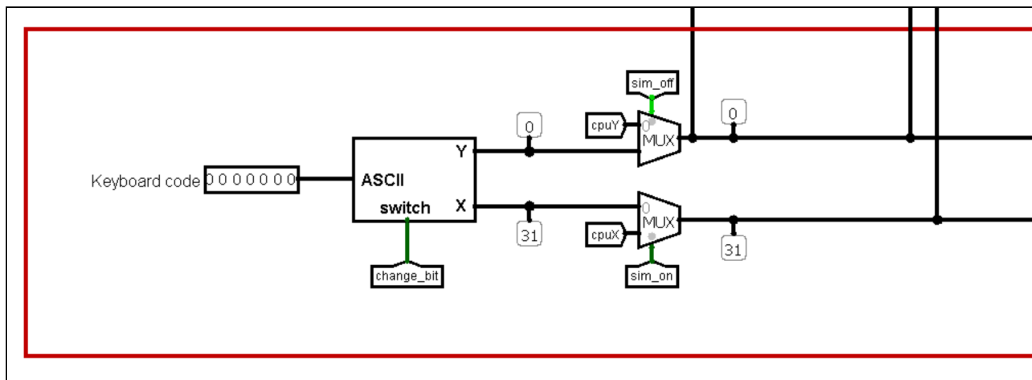 sim_off
0
0
cpuY
0
MUX
Y
Keyboard code 0 0 0 0 0 0 0
ASCII
switch
X
0
MUX
cpuX
31
31
change_bit
sim_on